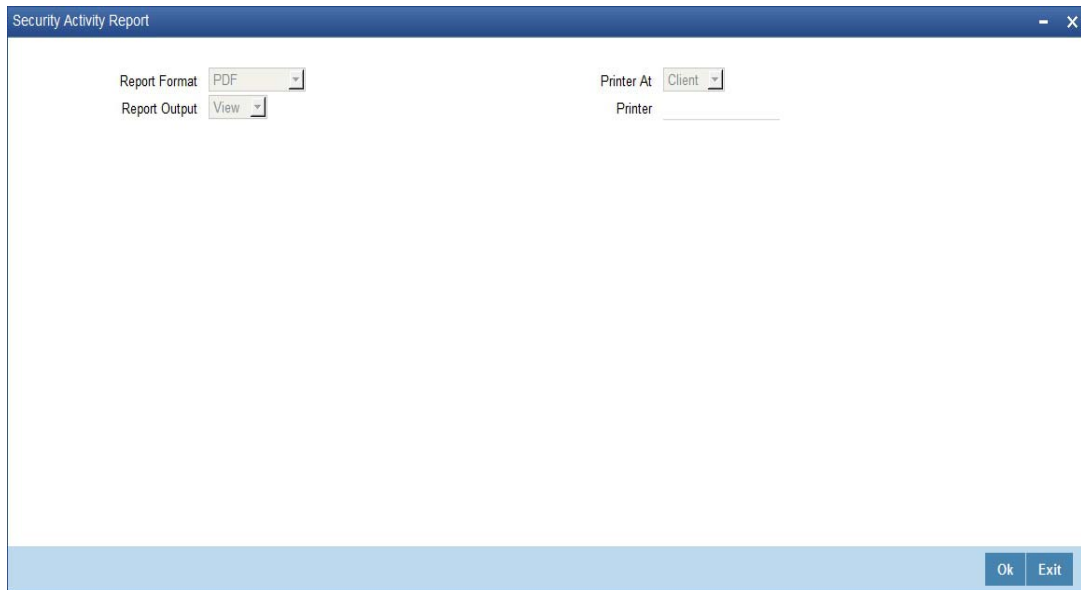 Security Activity Report
Report Format PDF Printer At Client
Report Output View Printer
Ok Exit